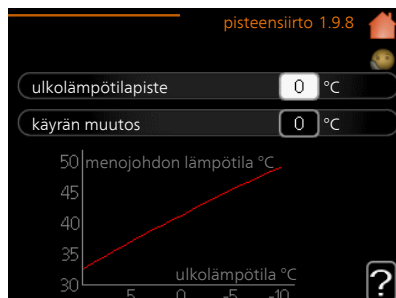 pisteensiirto 1.9.8
ulkolämpötilapiste 0 °C
käyrän muutos 0 °C
50 menojohdon lämpötila °C
45
40
35
ulkolämpötila °C
30
5 0 -5 -10
?